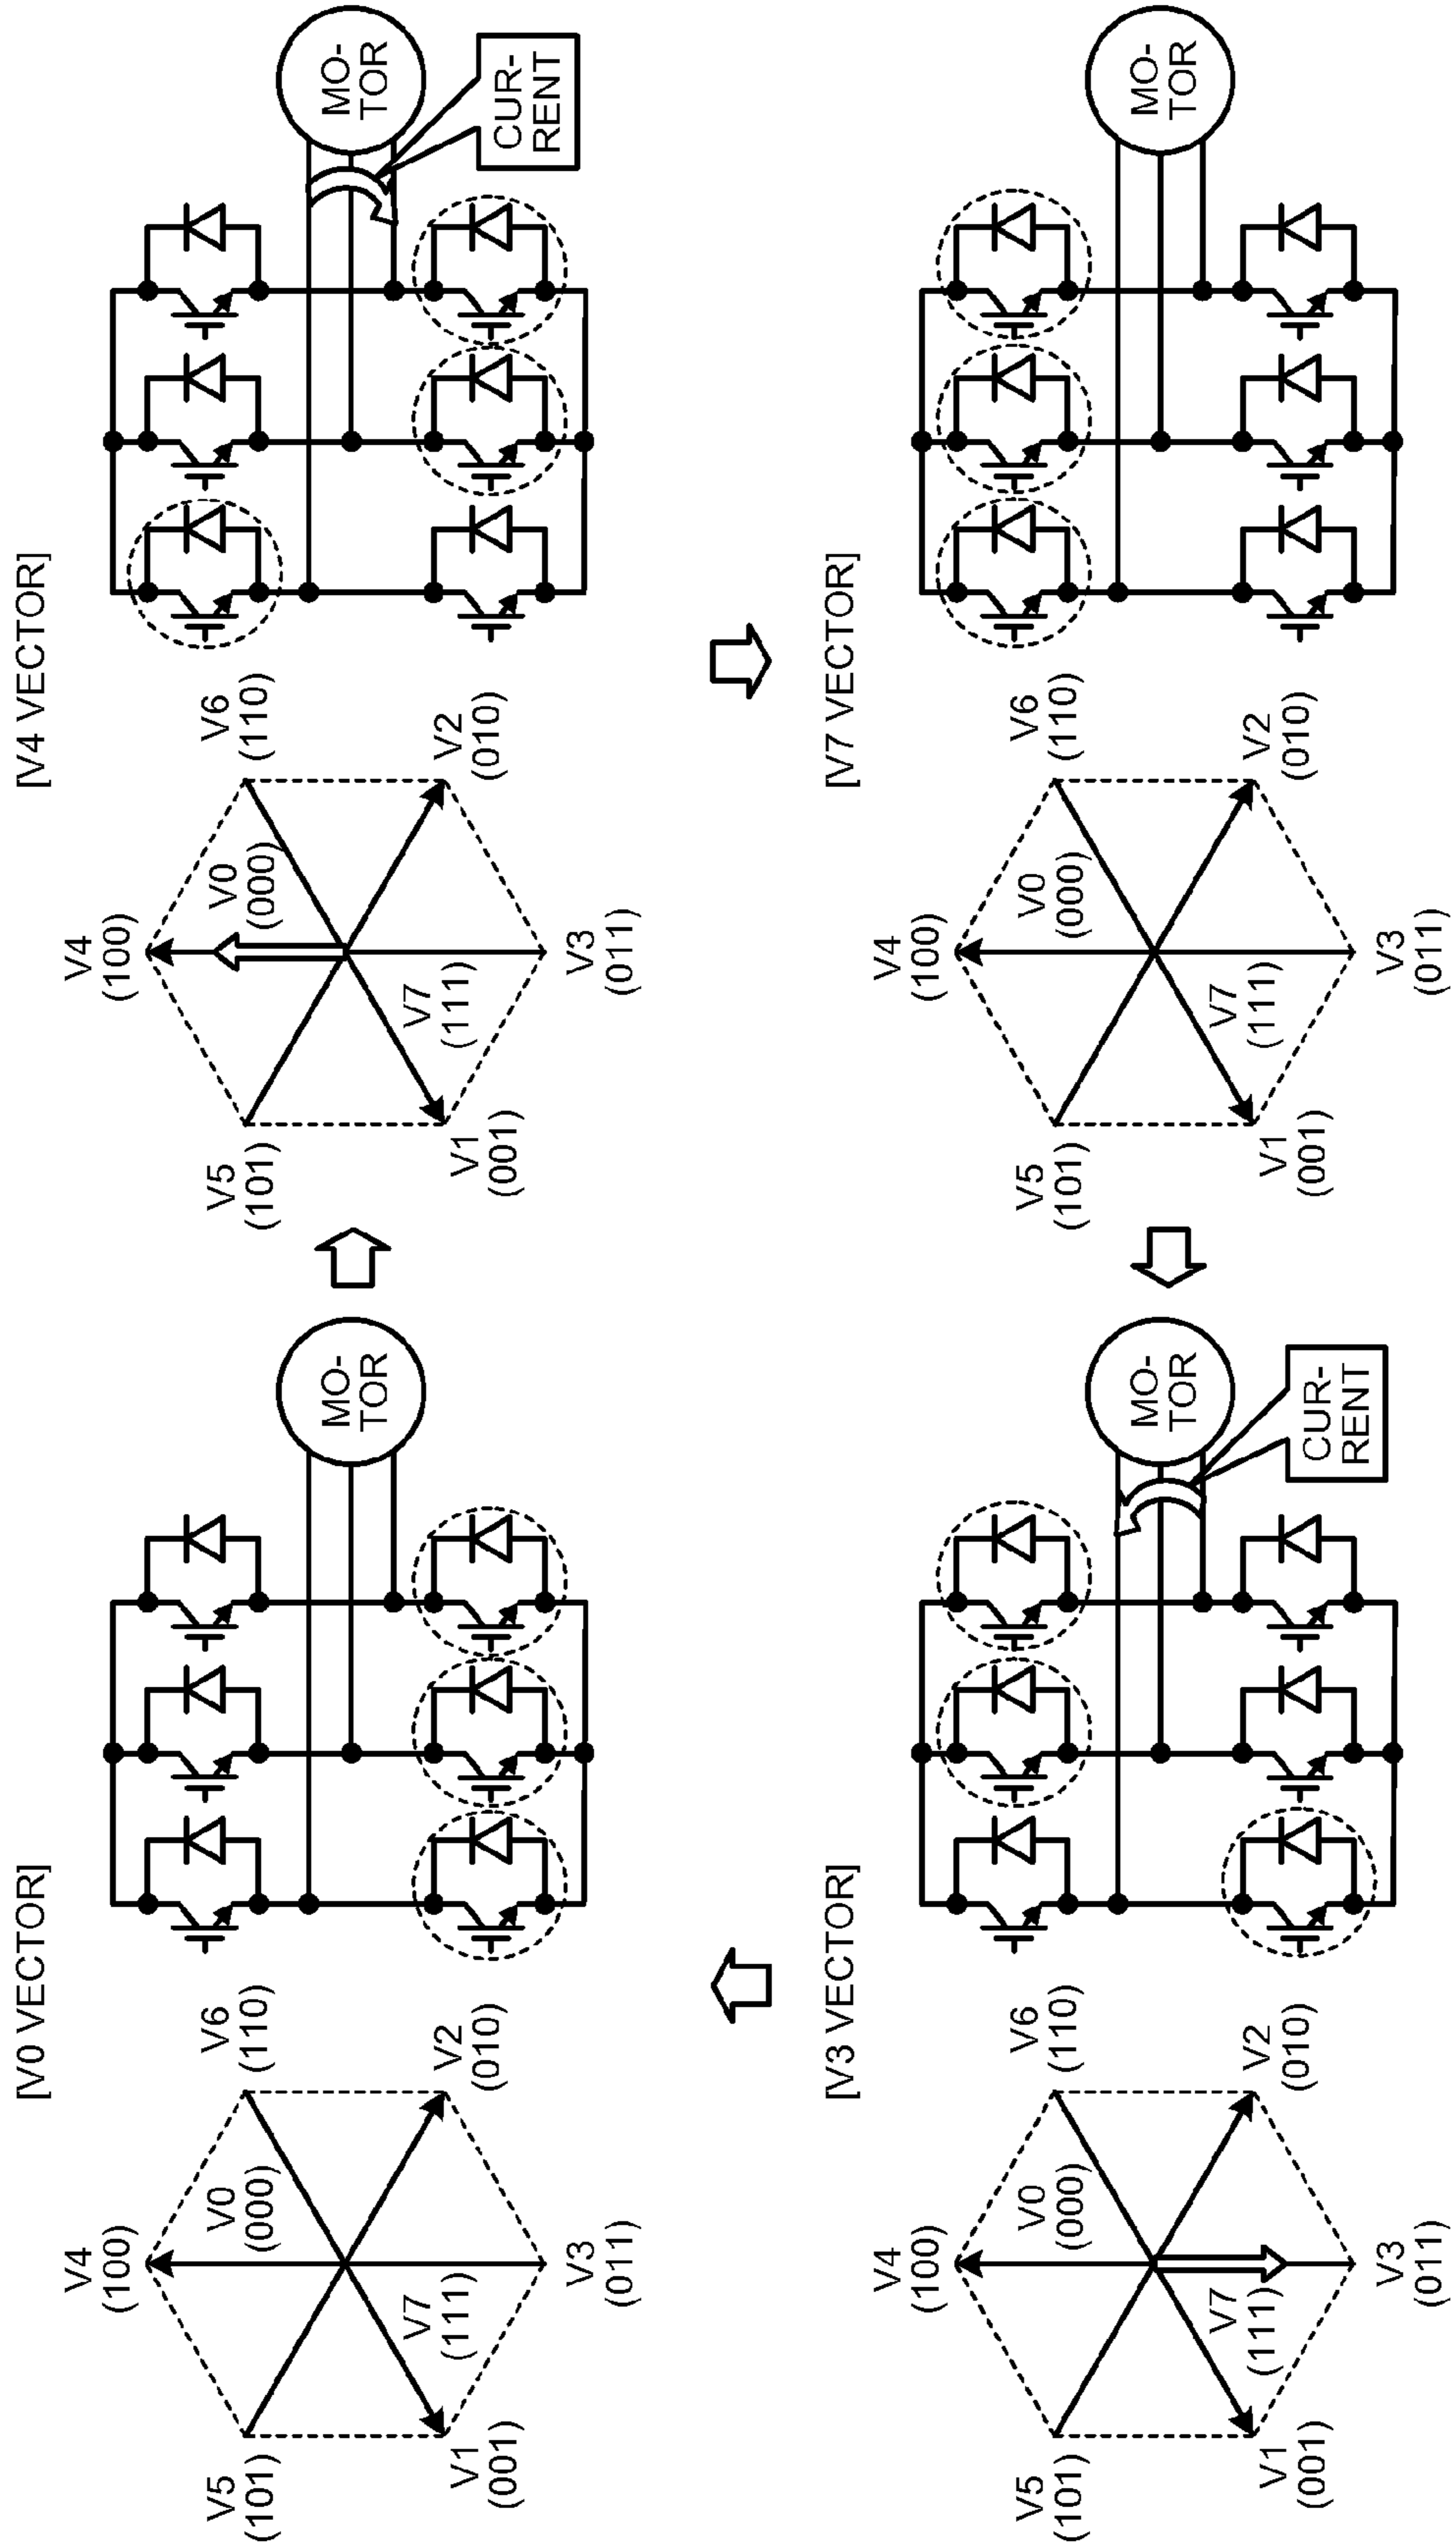 [V0 VECTOR]
V4
(100)
V5
(101)
V0
(000)
V6
(110)
V7
(111)
V1
(001)
V2
(010)
V3
(011)
MO-
TOR
[V4 VECTOR]
V4
(100)
V5
(101)
V0
(000)
V6
(110)
V7
(111)
V1
(001)
V2
(010)
V3
(011)
MO-
TOR
CUR-
RENT
[V3 VECTOR]
V4
(100)
V5
(101)
V0
(000)
V6
(110)
V7
(111)
V1
(001)
V2
(010)
V3
(011)
MO-
TOR
CUR-
RENT
[V7 VECTOR]
V4
(100)
V5
(101)
V0
(000)
V6
(110)
V7
(111)
V1
(001)
V2
(010)
V3
(011)
MO-
TOR